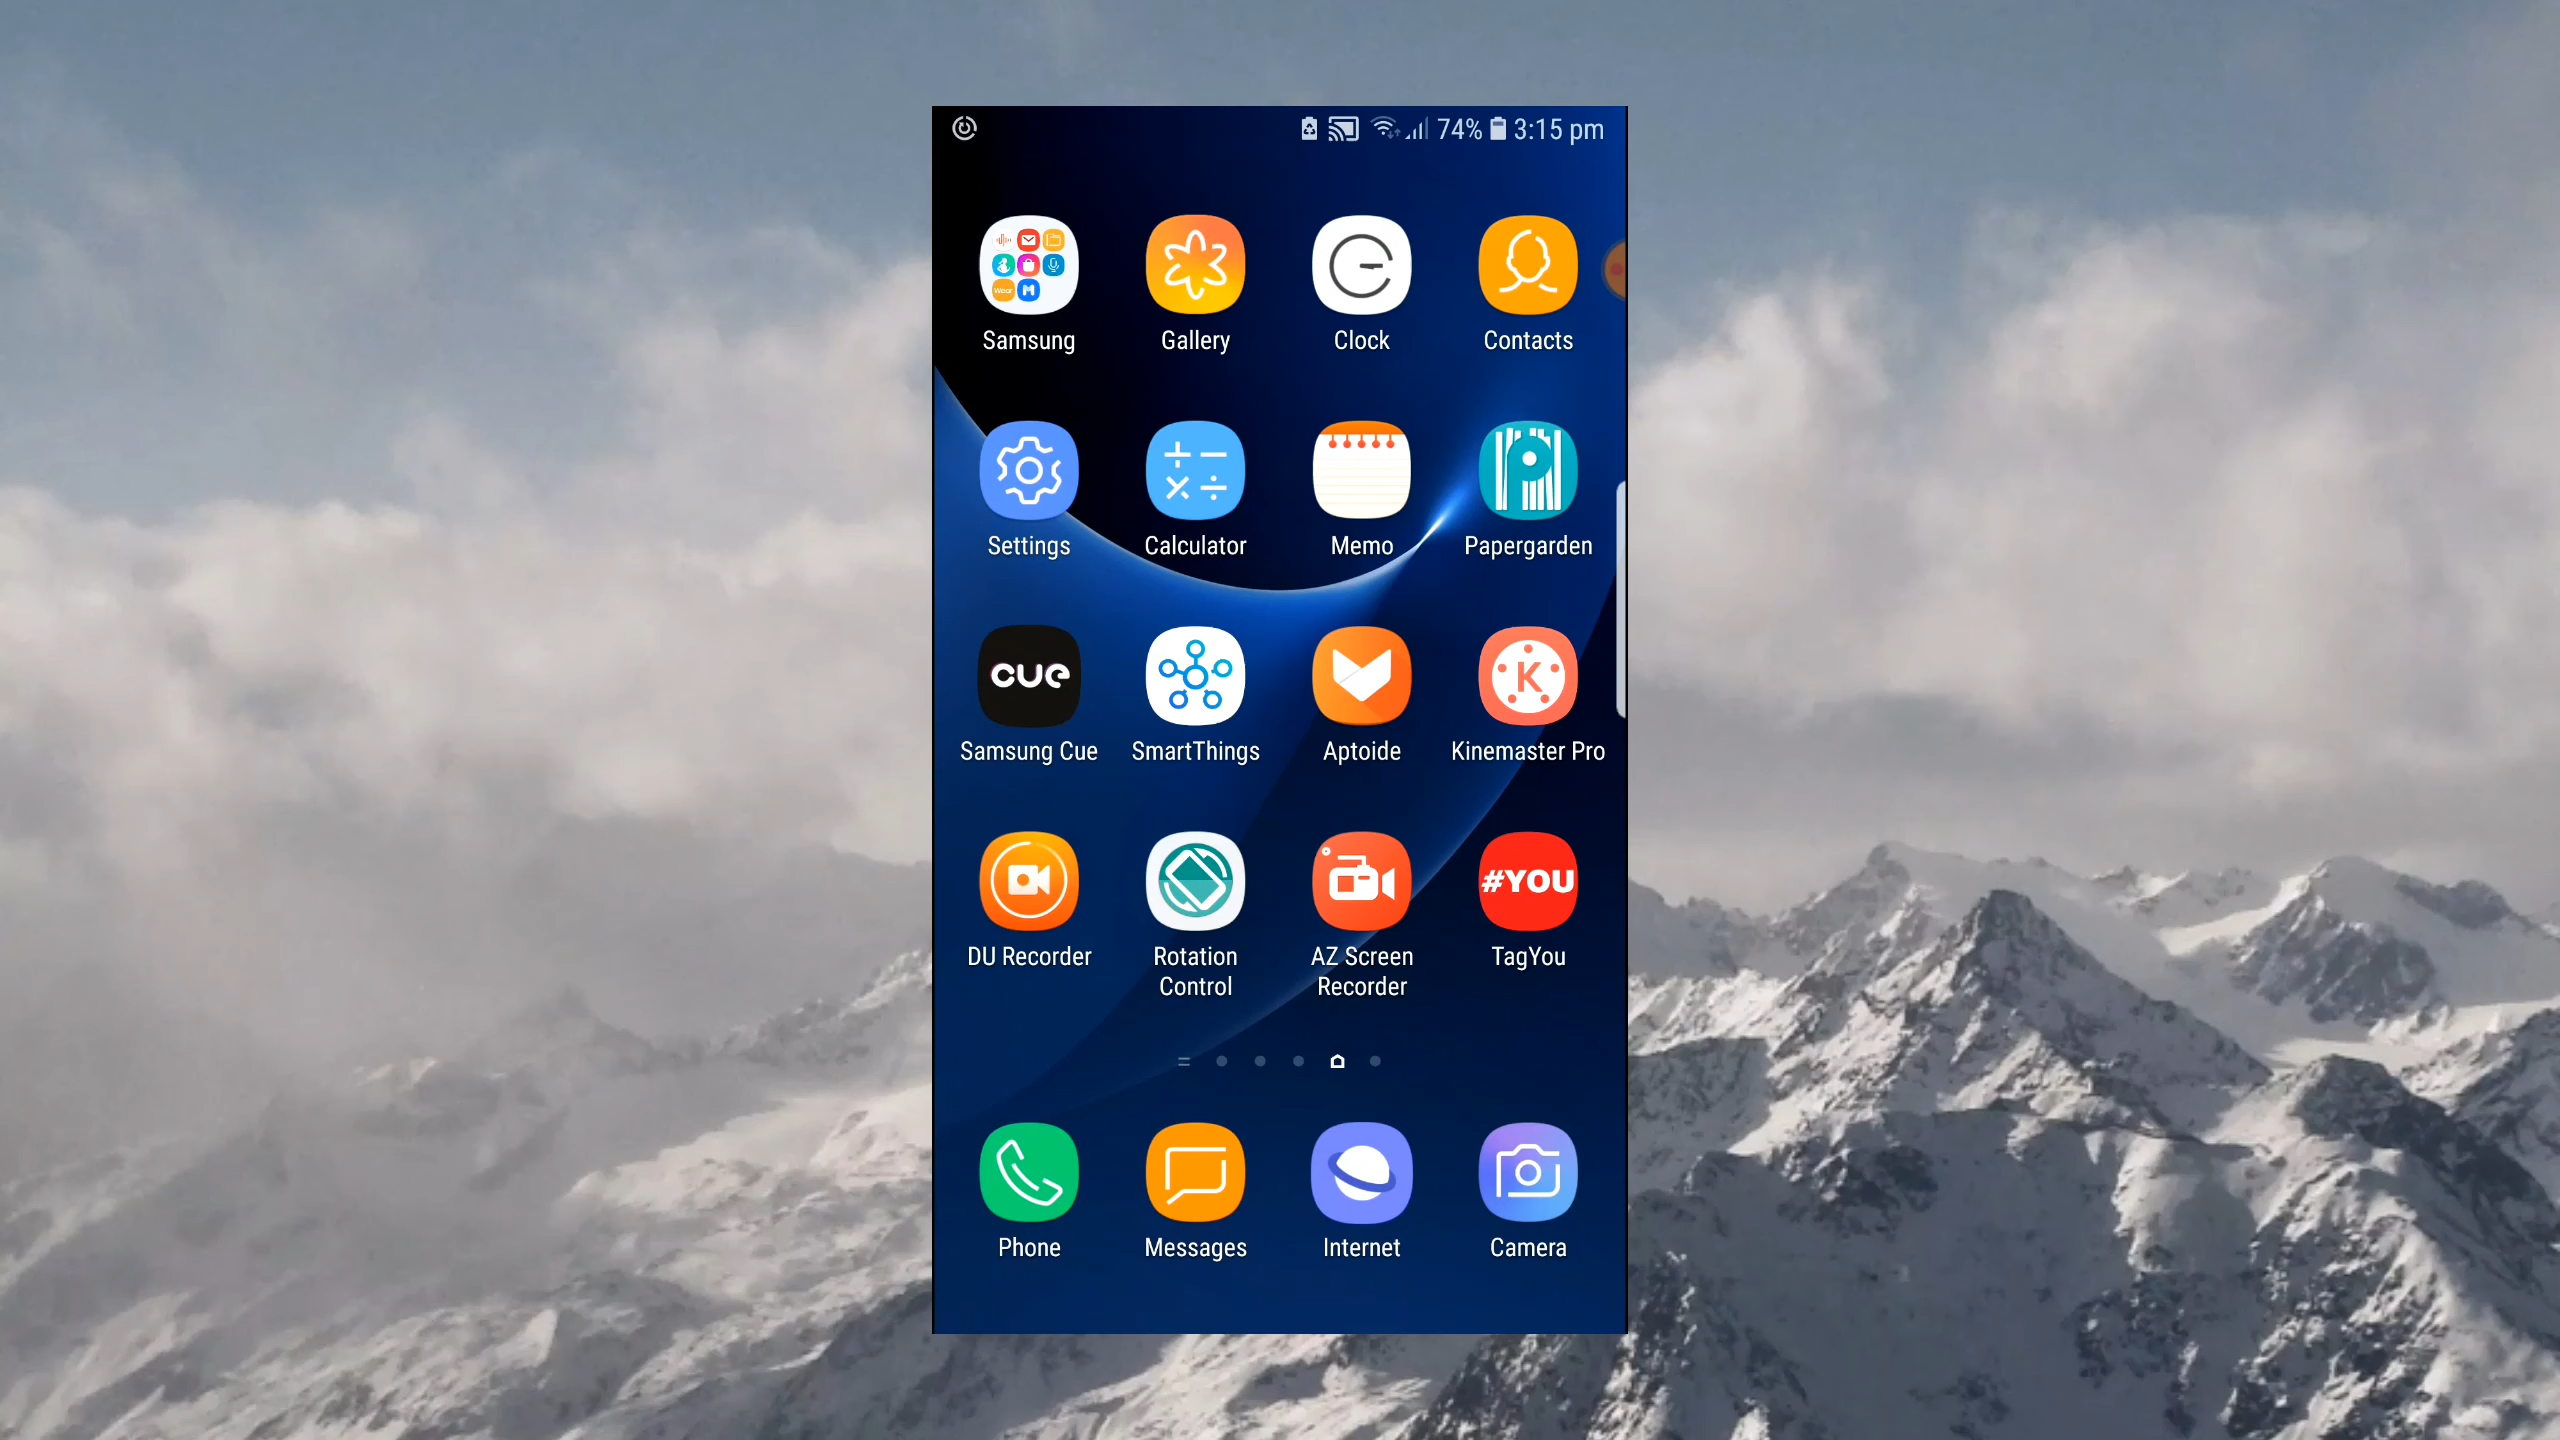 74% 3:15 pm
Samsung Gallery Clock Contacts
Settings Calculator Memo Papergarden
cue
Samsung Cue SmartThings Aptoide Kinemaster Pro
K
#YOU
DU Recorder Rotation Control AZ Screen Recorder TagYou
Phone Messages Internet Camera